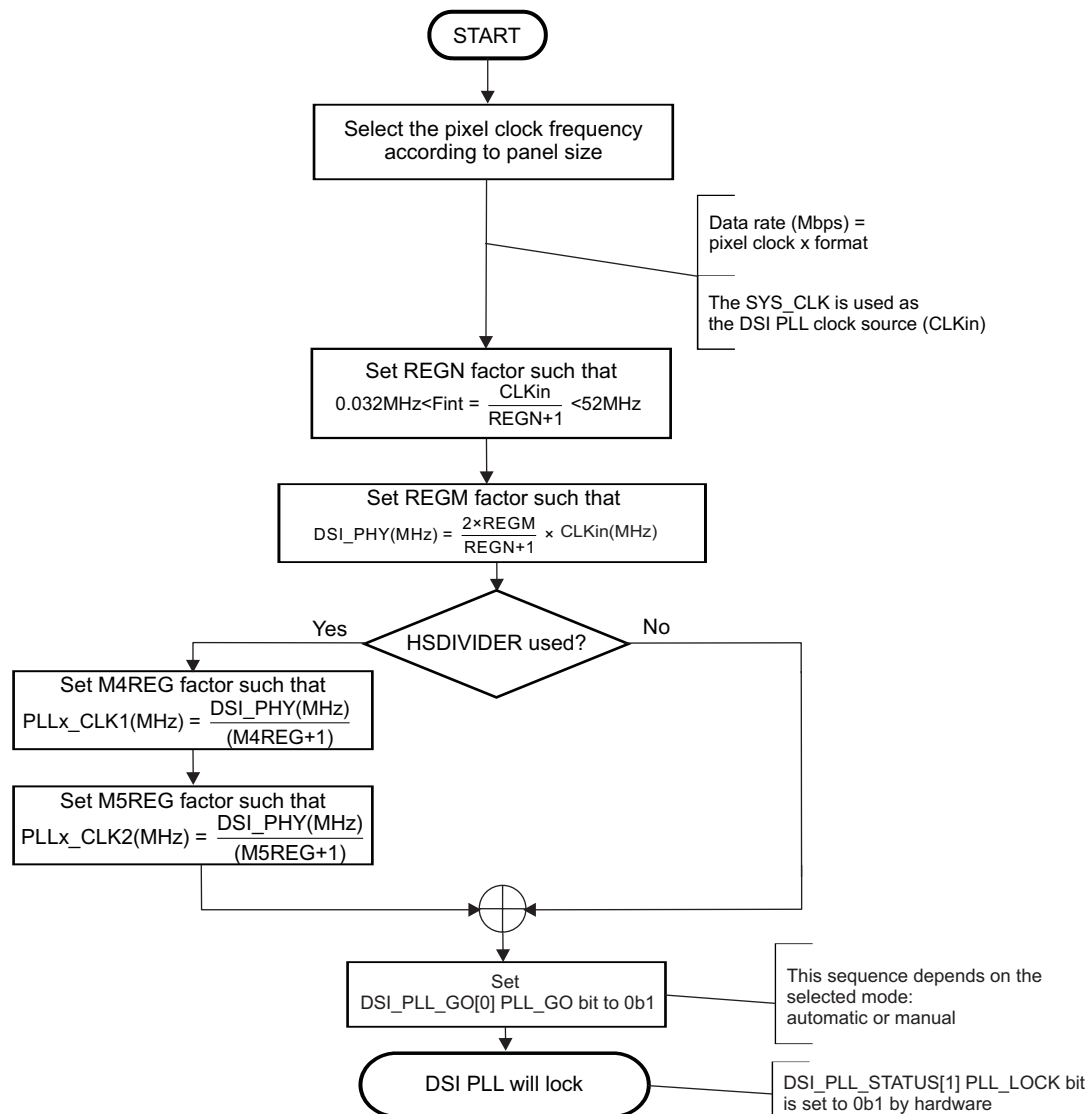 START
Select the pixel clock frequency
according to panel size
Data rate (Mbps) =
pixel clock x format
The SYS_CLK is used as
the DSI PLL clock source (CLKin)
Set REGN factor such that
0.032MHz<Fint = CLKin / REGN+1 <52MHz
Set REGM factor such that
DSI_PHY(MHz) = 2×REGM / REGN+1 × CLKin(MHz)
HSDIVIDER used?
Yes
No
Set M4REG factor such that
PLLx_CLK1(MHz) = DSI_PHY(MHz) / (M4REG+1)
Set M5REG factor such that
PLLx_CLK2(MHz) = DSI_PHY(MHz) / (M5REG+1)
Set
DSI_PLL_GO[0] PLL_GO bit to 0b1
This sequence depends on the
selected mode:
automatic or manual
DSI PLL will lock
DSI_PLL_STATUS[1] PLL_LOCK bit
is set to 0b1 by hardware